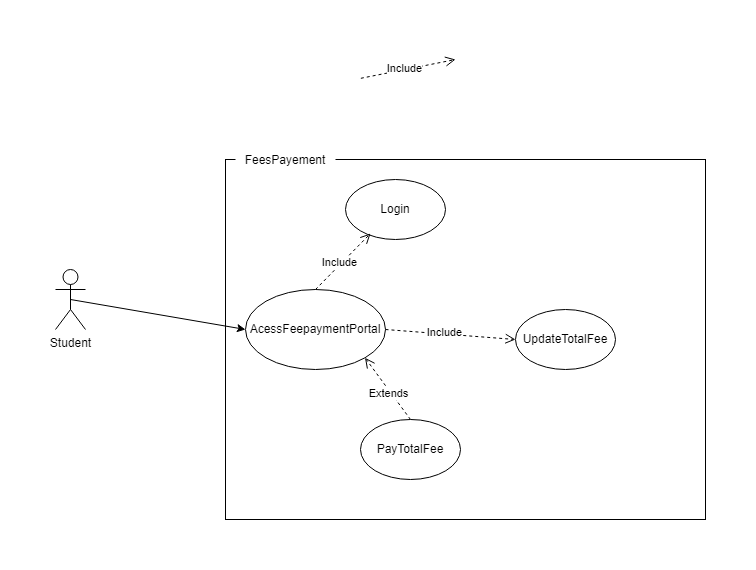 Include
FeesPayement
Login
Include
AcessFeepaymentPortal
Include
UpdateTotalFee
Student
Extends
PayTotalFee